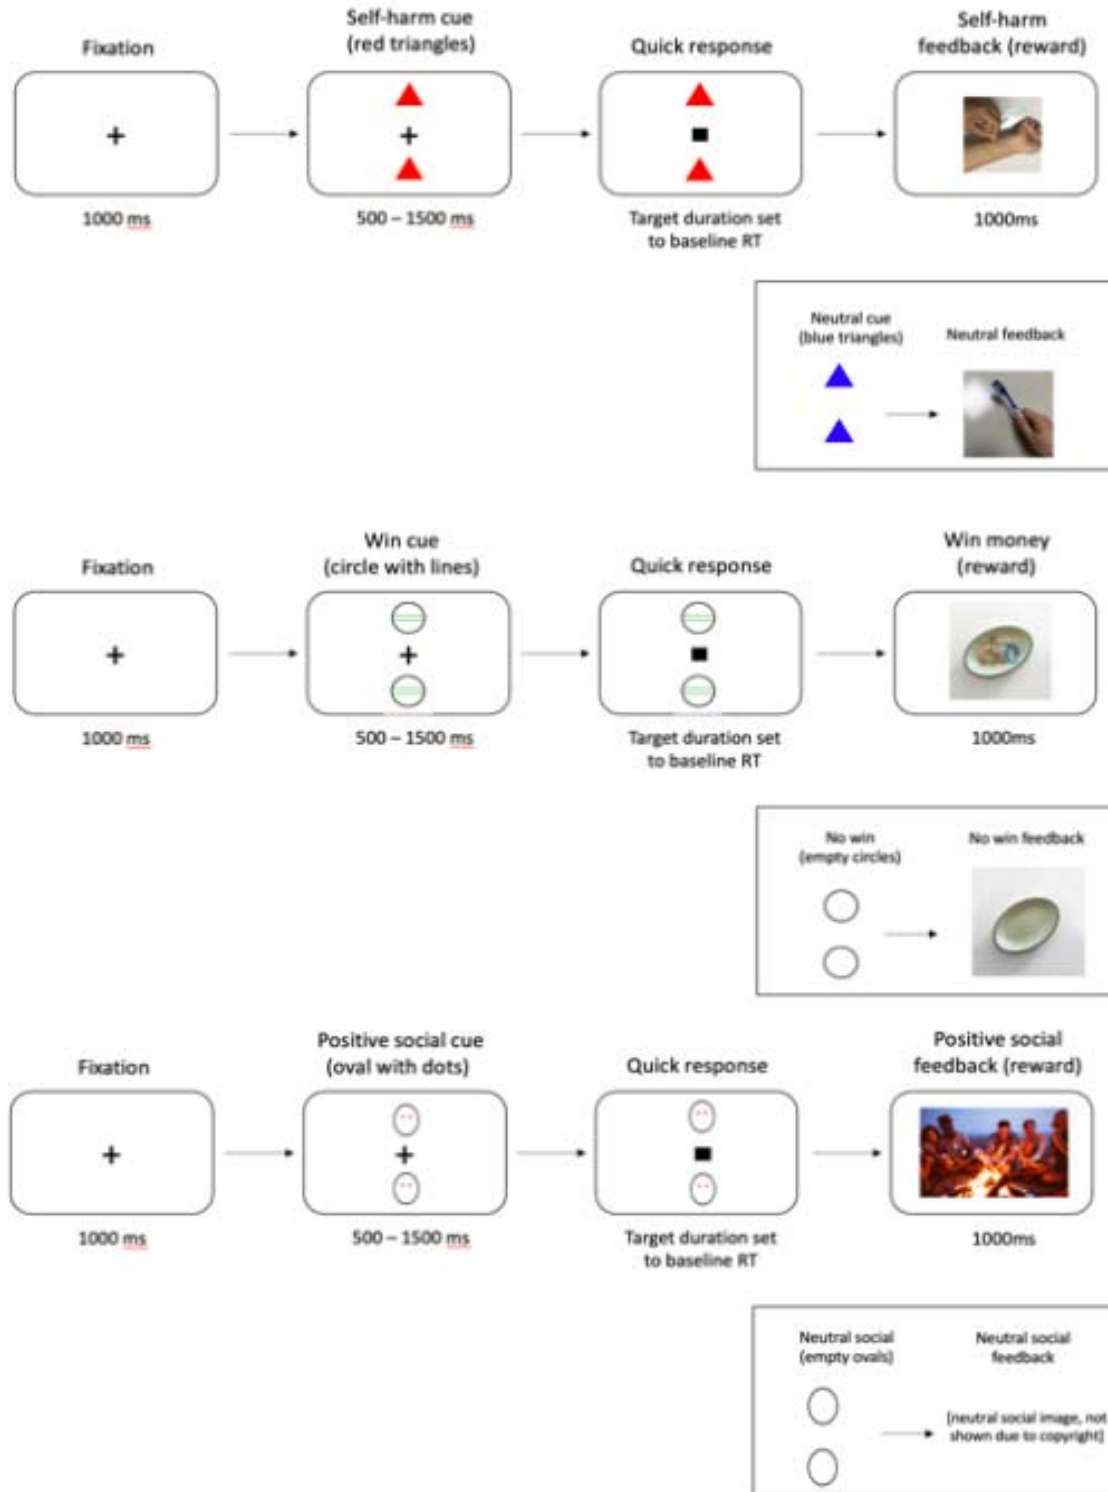 Fixation
Self-harm cue
(red triangles)
Quick response
Self-harm
feedback (reward)
1000 ms
500 – 1500 ms
Target duration set
to baseline RT
1000ms
Neutral cue
(blue triangles)
Neutral feedback
Fixation
Win cue
(circle with lines)
Quick response
Win money
(reward)
1000 ms
500 – 1500 ms
Target duration set
to baseline RT
1000ms
No win
(empty circles)
No win feedback
Fixation
Positive social cue
(oval with dots)
Quick response
Positive social
feedback (reward)
1000 ms
500 – 1500 ms
Target duration set
to baseline RT
1000ms
Neutral social
(empty ovals)
Neutral social
feedback
[neutral social image, not
shown due to copyright]